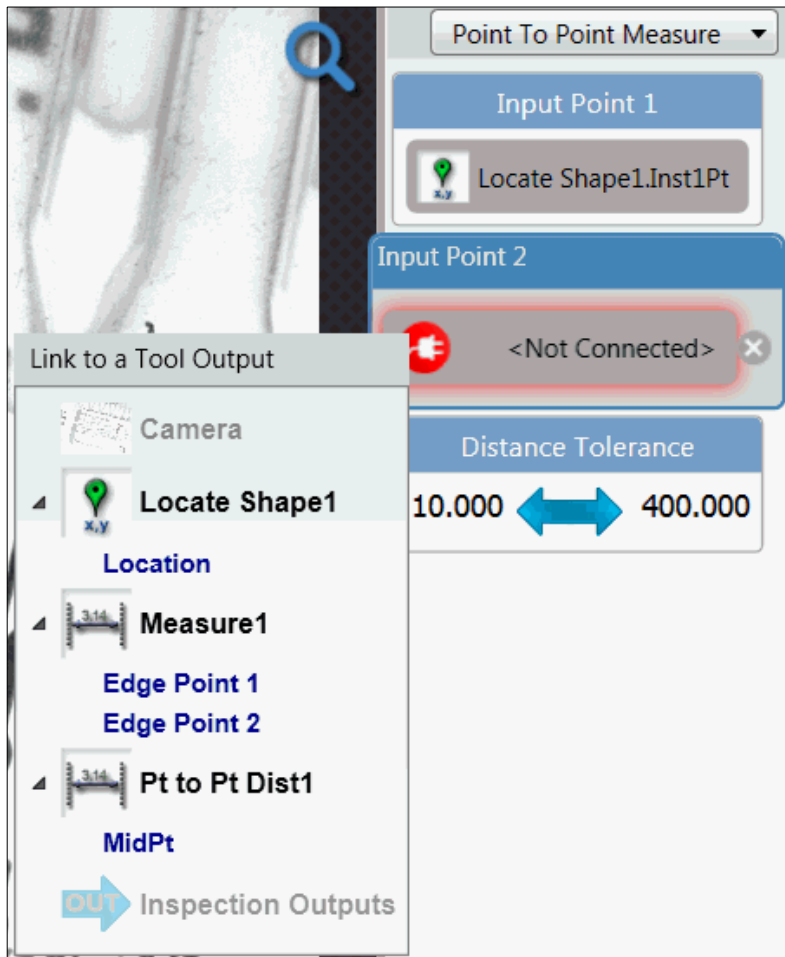 Point To Point Measure
Input Point 1
x,y
Locate Shape1.Inst1Pt
Input Point 2
<Not Connected>
Link to a Tool Output
Camera
x,y
Locate Shape1
Location
3.14
Measure1
Edge Point 1
Edge Point 2
3.14
Pt to Pt Dist1
MidPt
OUT
Inspection Outputs
Distance Tolerance
10.000
400.000